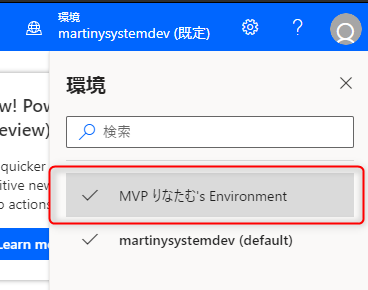 環境
martinysystemdev (既定)
w! Pow
eview)
quicker
itive new
p actions
earn mo
環境
検索
MVP りなたむ's Environment
martinysystemdev (default)